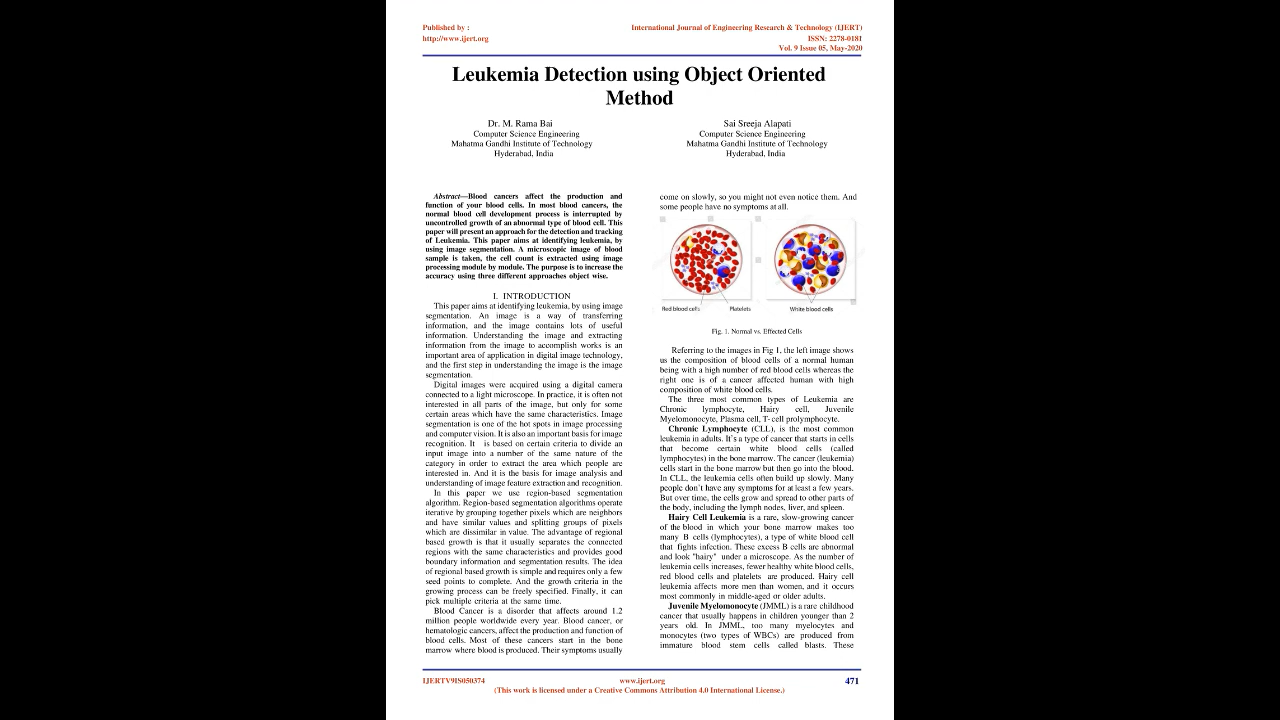 Published by :
http://www.ijert.org
International Journal of Engineering Research & Technology (IJERT)
ISSN: 2278-0181
Vol. 9 Issue 05, May-2020
Leukemia Detection using Object Oriented
Method
Dr. M. Rama Bai
Computer Science Engineering
Mahatma Gandhi Institute of Technology
Hyderabad, India
Sai Sreeja Alapati
Computer Science Engineering
Mahatma Gandhi Institute of Technology
Hyderabad, India
Abstract—Blood cancers affect the production and
function of your blood cells. In most blood cancers, the
normal blood cell development process is interrupted by
uncontrolled growth of an abnormal type of blood cell. This
paper will present an approach for the detection and tracking
of Leukemia. This paper aims at identifying leukemia, by
using image segmentation. A microscopic image of blood
sample is taken, the cell count is extracted using image
processing module by module. The purpose is to increase the
accuracy using three different approaches object wise.
I. INTRODUCTION
This paper aims at identifying leukemia, by using image
segmentation. An image is a way of transferring
information, and the image contains lots of useful
information. Understanding the image and extracting
information from the image to accomplish works is an
important area of application in digital image technology,
and the first step in understanding the image is the image
segmentation.
Digital images were acquired using a digital camera
connected to a light microscope. In practice, it is often not
interested in all parts of the image, but only for some
certain areas which have the same characteristics. Image
segmentation is one of the hot spots in image processing
and computer vision. It is also an important basis for image
recognition. It is based on certain criteria to divide an
input image into a number of the same nature of the
category in order to extract the area which people are
interested in. And it is the basis for image analysis and
understanding of image feature extraction and recognition.
In this paper we use region-based segmentation
algorithm. Region-based segmentation algorithms operate
iterative by grouping together pixels which are neighbors
and have similar values and splitting groups of pixels
which are dissimilar in value. The advantage of regional
based growth is that it usually separates the connected
regions with the same characteristics and provides good
boundary information and segmentation results. The idea
of regional based growth is simple and requires only a few
seed points to complete. And the growth criteria in the
growing process can be freely specified. Finally, it can
pick multiple criteria at the same time.
Blood Cancer is a disorder that affects around 1.2
million people worldwide every year. Blood cancer, or
hematologic cancers, affect the production and function of
blood cells. Most of these cancers start in the bone
marrow where blood is produced. Their symptoms usually
come on slowly, so you might not even notice them. And
some people have no symptoms at all.
Red blood cells
Platelets
White blood cells
Fig. 1. Normal vs. Effected Cells
Referring to the images in Fig 1, the left image shows
us the composition of blood cells of a normal human
being with a high number of red blood cells whereas the
right one is of a cancer affected human with high
composition of white blood cells.
The three most common types of Leukemia are
Chronic lymphocyte, Hairy cell, Juvenile
Myelomonocyte, Plasma cell, T- cell prolymphocyte.
Chronic Lymphocyte (CLL), is the most common
leukemia in adults. It's a type of cancer that starts in cells
that become certain white blood cells (called
lymphocytes) in the bone marrow. The cancer (leukemia)
cells start in the bone marrow but then go into the blood.
In CLL, the leukemia cells often build up slowly. Many
people don't have any symptoms for at least a few years.
But over time, the cells grow and spread to other parts of
the body, including the lymph nodes, liver, and spleen.
Hairy Cell Leukemia is a rare, slow-growing cancer
of the blood in which your bone marrow makes too
many B cells (lymphocytes), a type of white blood cell
that fights infection. These excess B cells are abnormal
and look "hairy" under a microscope. As the number of
leukemia cells increases, fewer healthy white blood cells,
red blood cells and platelets are produced. Hairy cell
leukemia affects more men than women, and it occurs
most commonly in middle-aged or older adults.
Juvenile Myelomonocyte (JMML) is a rare childhood
cancer that usually happens in children younger than 2
years old. In JMML, too many myelocytes and
monocytes (two types of WBCs) are produced from
immature blood stem cells called blasts. These
IJERTV9IS050374
www.ijert.org
471
(This work is licensed under a Creative Commons Attribution 4.0 International License.)